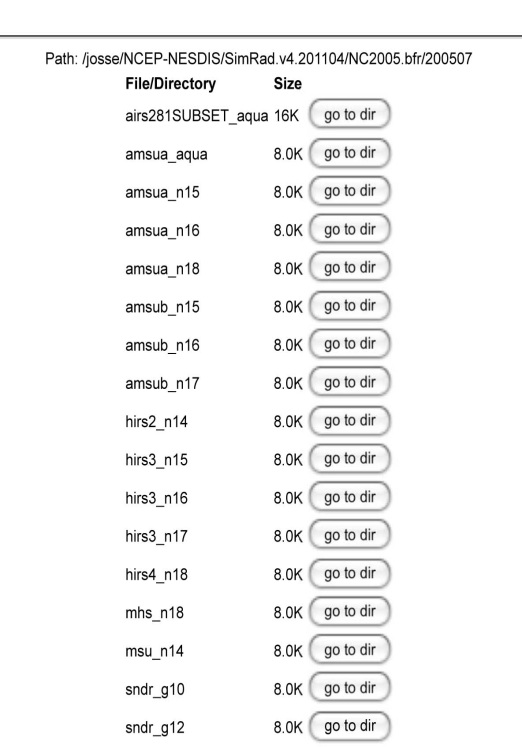 Path: /josse/NCEP-NESDIS/SimRad.v4.201104/NC2005.bfr/200507
File/Directory Size
airs281SUBSET_aqua 16K go to dir
amsua_aqua 8.0K go to dir
amsua_n15 8.0K go to dir
amsua_n16 8.0K go to dir
amsua_n18 8.0K go to dir
amsub_n15 8.0K go to dir
amsub_n16 8.0K go to dir
amsub_n17 8.0K go to dir
hirs2_n14 8.0K go to dir
hirs3_n15 8.0K go to dir
hirs3_n16 8.0K go to dir
hirs3_n17 8.0K go to dir
hirs4_n18 8.0K go to dir
mhs_n18 8.0K go to dir
msu_n14 8.0K go to dir
sndr_g10 8.0K go to dir
sndr_g12 8.0K go to dir